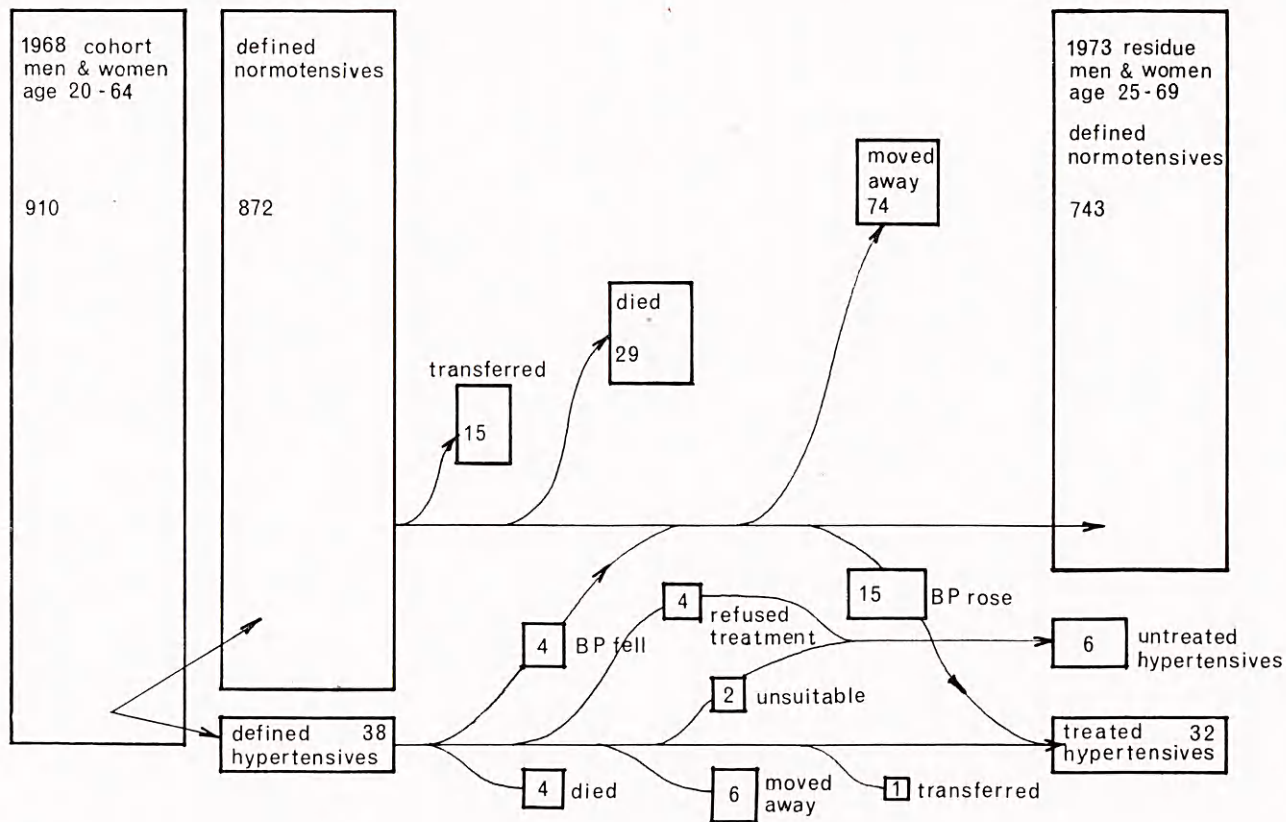 1968 cohort
men & women
age 20 - 64
910
defined
normotensives
872
transferred
15
died
29
moved
away
74
1973 residue
men & women
age 25-69
defined
normotensives
743
4 BP fell
4 refused
treatment
15 BP rose
2 unsuitable
6 untreated
hypertensives
defined 38
hypertensives
4 died
6 moved
away
1 transferred
treated 32
hypertensives